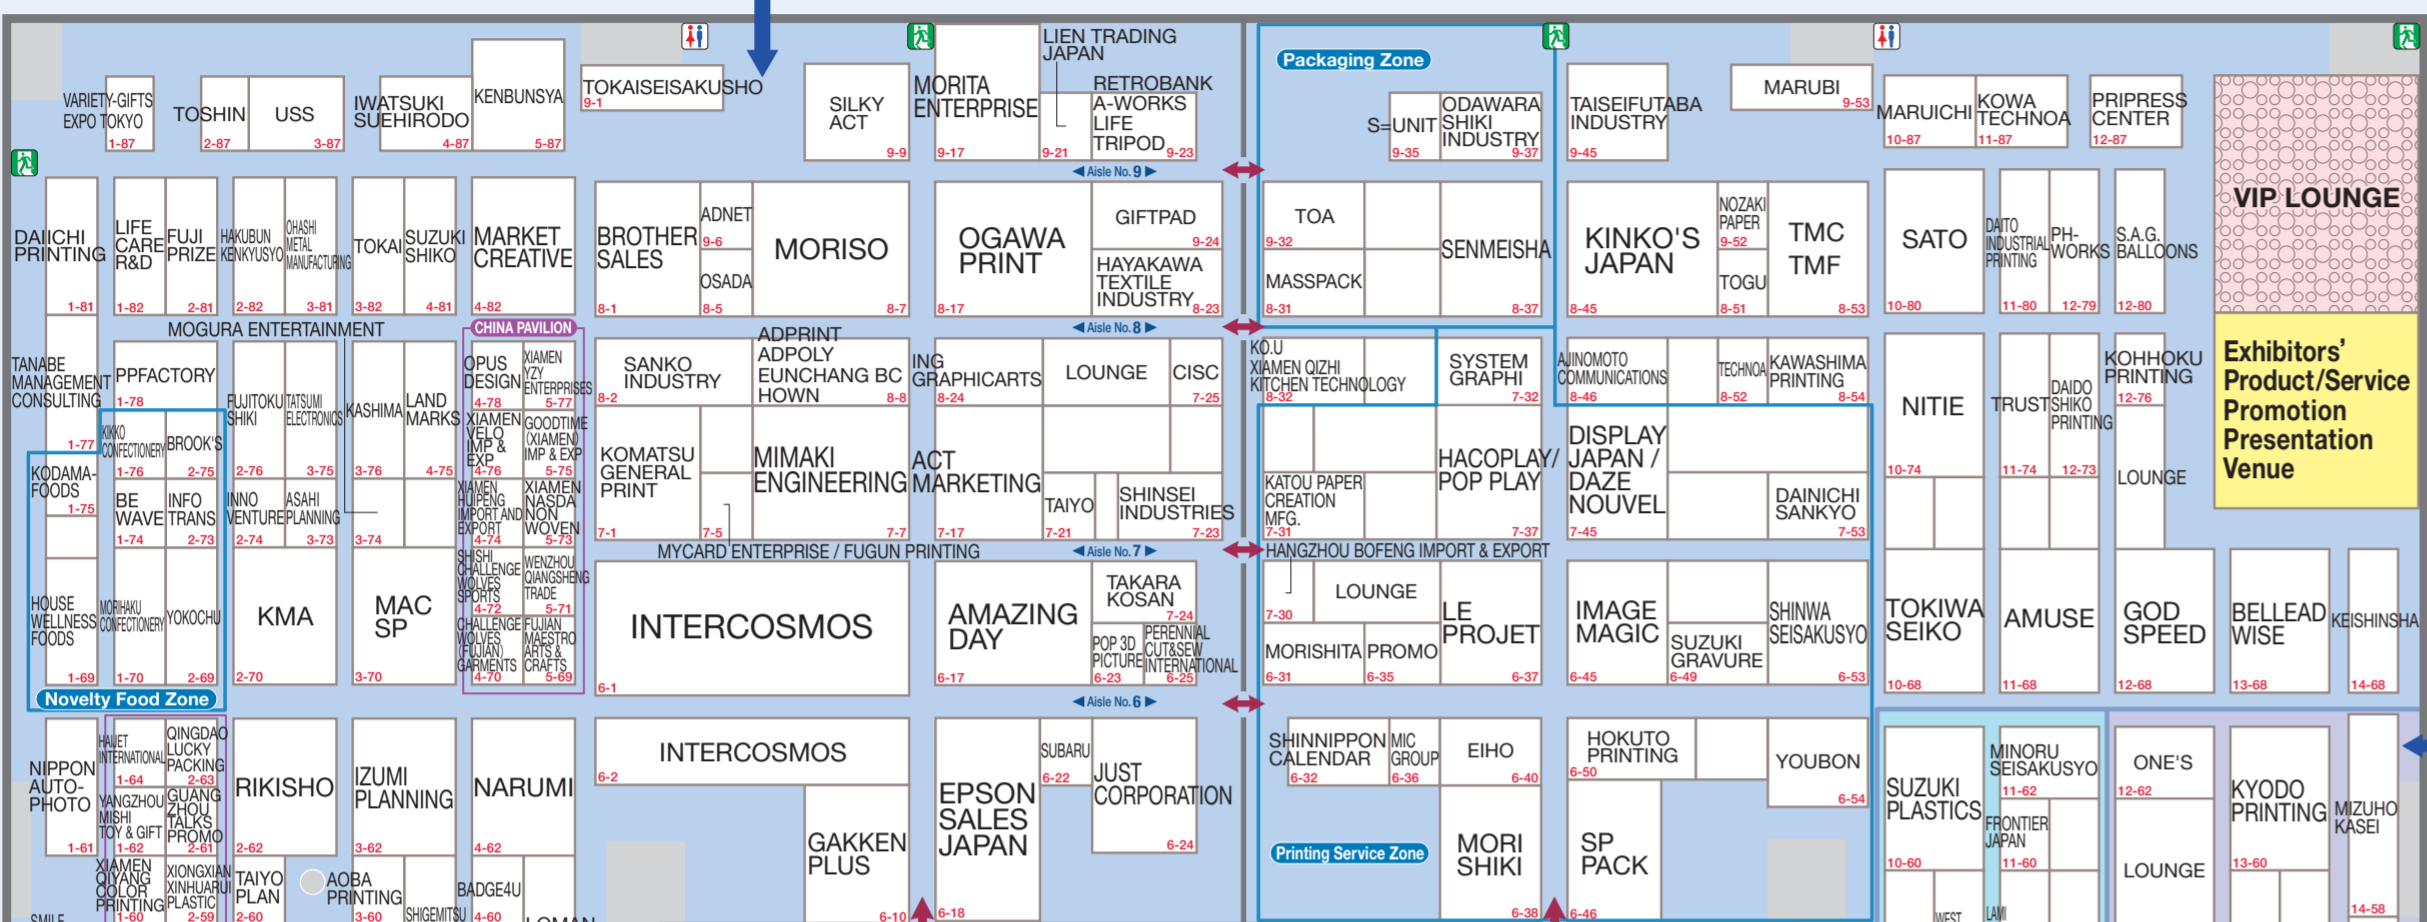 Packaging Zone
LIEN TRADING
JAPAN
VARIETY-GIFTS
EXPO TOKYO
1-87
TOSHIN
2-87
USS
3-87
IWATSUKI
SUEHIRODO
4-87
KENBUNSYA
5-87
TOKAISEISAKUSHO
9-1
SILKY
ACT
9-9
MORITA
ENTERPRISE
9-17
9-21
RETROBANK
A-WORKS
LIFE
TRIPOD
9-23
S=UNIT
9-35
ODAWARA
SHIKI
INDUSTRY
9-37
TAISEIFUTABA
INDUSTRY
9-45
MARUBI
9-53
MARUICHI
10-87
KOWA
TECHNOA
11-87
PRIPRESS
CENTER
12-87
VIP LOUNGE
◀ Aisle No. 9 ▶
DAIICHI
PRINTING
1-81
LIFE
CARE
R&D
1-82
FUJI
PRIZE
2-81
HAKUBUN
KENKYUSYO
2-82
OHASHI
METAL
MANUFACTURING
3-81
TOKAI
3-82
SUZUKI
SHIKO
4-81
MARKET
CREATIVE
4-82
BROTHER
SALES
8-1
ADNET
9-6
OSADA
8-5
MORISO
8-7
OGAWA
PRINT
8-17
GIFTPAD
9-24
HAYAKAWA
TEXTILE
INDUSTRY
8-23
TOA
9-32
MASSPACK
8-31
SENMEISHA
8-37
KINKO'S
JAPAN
8-45
NOZAKI
PAPER
9-52
TOGU
8-51
TMC
TMF
8-53
SATO
10-80
DAITO
INDUSTRIAL
PRINTING
11-80
PH-
WORKS
12-79
S.A.G.
BALLOONS
12-80
◀ Aisle No. 8 ▶
MOGURA ENTERTAINMENT
CHINA PAVILION
TANABE
MANAGEMENT
CONSULTING
1-77
PPFACTORY
1-78
FUJITOKU
SHIKI
2-76
TATSUMI
ELECTRONICS
3-75
KASHIMA
3-76
LAND
MARKS
4-75
OPUS
DESIGN
4-78
XIAMEN
YZY
ENTERPRISES
5-77
SANKO
INDUSTRY
8-2
ADPRINT
ADPOLY
EUNCHANG BC
HOWN
8-8
ING
GRAPHICARTS
8-24
LOUNGE
CISC
7-25
KO.U
XIAMEN QIZHI
KITCHEN TECHNOLOGY
8-32
SYSTEM
GRAPHI
7-32
AJINOMOTO
COMMUNICATIONS
8-46
TECHNOA
8-52
KAWASHIMA
PRINTING
8-54
NITIE
10-74
TRUST
11-74
DAIDO
SHIKO
PRINTING
12-73
KOHHOKU
PRINTING
12-76
LOUNGE
Exhibitors'
Product/Service
Promotion
Presentation
Venue
KIKKO
CONFECTIONERY
1-76
BROOK'S
2-75
XIAMEN
VELO
IMP &
EXP
4-76
GOODTIME
(XIAMEN)
IMP & EXP
5-75
KODAMA-
FOODS
1-75
BE
WAVE
1-74
INFO
TRANS
2-73
INNO
VENTURE
2-74
ASAHI
PLANNING
3-73
3-74
XIAMEN
HUIPENG
IMPORT AND
EXPORT
4-74
XIAMEN
NASDA
NON
WOVEN
5-73
KOMATSU
GENERAL
PRINT
7-1
7-5
MIMAKI
ENGINEERING
7-7
ACT
MARKETING
7-17
TAIYO
7-21
SHINSEI
INDUSTRIES
7-23
KATOU PAPER
CREATION
MFG.
7-31
HACOPLAY/
POP PLAY
7-37
DISPLAY
JAPAN /
DAZE
NOUVEL
7-45
DAINICHI
SANKYO
7-53
MYCARD ENTERPRISE / FUGUN PRINTING
◀ Aisle No. 7 ▶
HANGZHOU BOFENG IMPORT & EXPORT
HOUSE
WELLNESS
FOODS
1-69
MORIHAKU
CONFECTIONERY
1-70
YOKOCHU
2-69
KMA
2-70
MAC
SP
3-70
SHISHI
CHALLENGE
WOLVES
SPORTS
4-72
WENZHOU
QIANGSHENG
TRADE
5-71
CHALLENGE
WOLVES
(FUJIAN)
GARMENTS
4-70
FUJIAN
MAESTRO
ARTS &
CRAFTS
5-69
INTERCOSMOS
6-1
AMAZING
DAY
6-17
TAKARA
KOSAN
7-24
POP 3D
PICTURE
6-23
PERENNIAL
CUT&SEW
INTERNATIONAL
6-25
7-30
LOUNGE
MORISHITA
6-31
PROMO
6-35
LE
PROJET
6-37
IMAGE
MAGIC
6-45
SUZUKI
GRAVURE
6-49
SHINWA
SEISAKUSYO
6-53
TOKIWA
SEIKO
10-68
AMUSE
11-68
GOD
SPEED
12-68
BELLEAD
WISE
13-68
KEISHINSHA
14-68
Novelty Food Zone
◀ Aisle No. 6 ▶
NIPPON
AUTO-
PHOTO
1-61
HAIJET
INTERNATIONAL
1-64
QINGDAO
LUCKY
PACKING
2-63
YANGZHOU
MISHI
TOY & GIFT
1-62
GUANG
ZHOU
TALKS
PROMO
2-61
RIKISHO
2-62
IZUMI
PLANNING
3-62
NARUMI
4-62
INTERCOSMOS
6-2
GAKKEN
PLUS
6-10
EPSON
SALES
JAPAN
6-18
SUBARU
6-22
JUST
CORPORATION
6-24
SHINNIPPON
CALENDAR
6-32
MIC
GROUP
6-36
EIHO
6-40
Printing Service Zone
MORI
SHIKI
6-38
HOKUTO
PRINTING
6-50
SP
PACK
6-46
YOUBON
6-54
SUZUKI
PLASTICS
10-60
MINORU
SEISAKUSYO
11-62
FRONTIER
JAPAN
11-60
ONE'S
12-62
LOUNGE
KYODO
PRINTING
13-60
MIZUHO
KASEI
14-58
XIAMEN
QIYANG
COLOR
PRINTING
1-60
XIONGXIAN
XINHUARUI
PLASTIC
2-59
TAIYO
PLAN
2-60
AOBA
PRINTING
3-60
SHIGEMITSU
BADGE4U
4-60
LOMAN
SMILE
WEST
LAMI